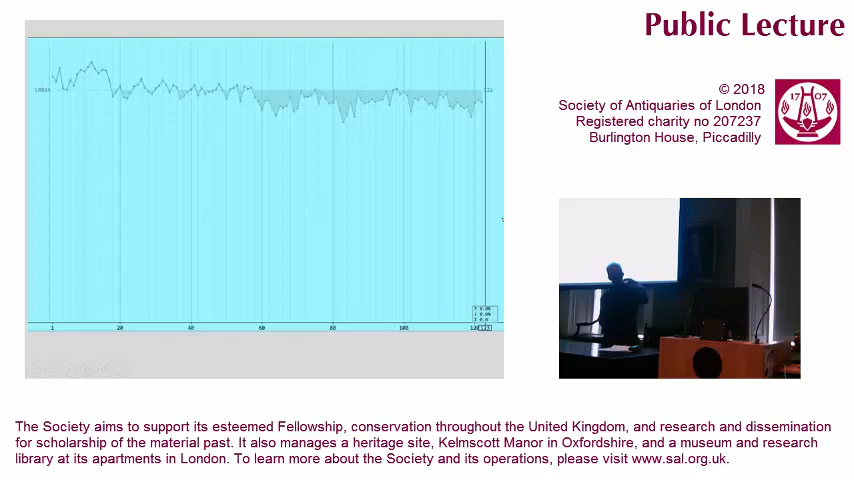 Public Lecture
© 2018
Society of Antiquaries of London
Registered charity no 207237
Burlington House, Piccadilly
17 07
1 20 40 60 80 100 120 123
The Society aims to support its esteemed Fellowship, conservation throughout the United Kingdom, and research and dissemination
for scholarship of the material past. It also manages a heritage site, Kelmscott Manor in Oxfordshire, and a museum and research
library at its apartments in London. To learn more about the Society and its operations, please visit www.sal.org.uk.